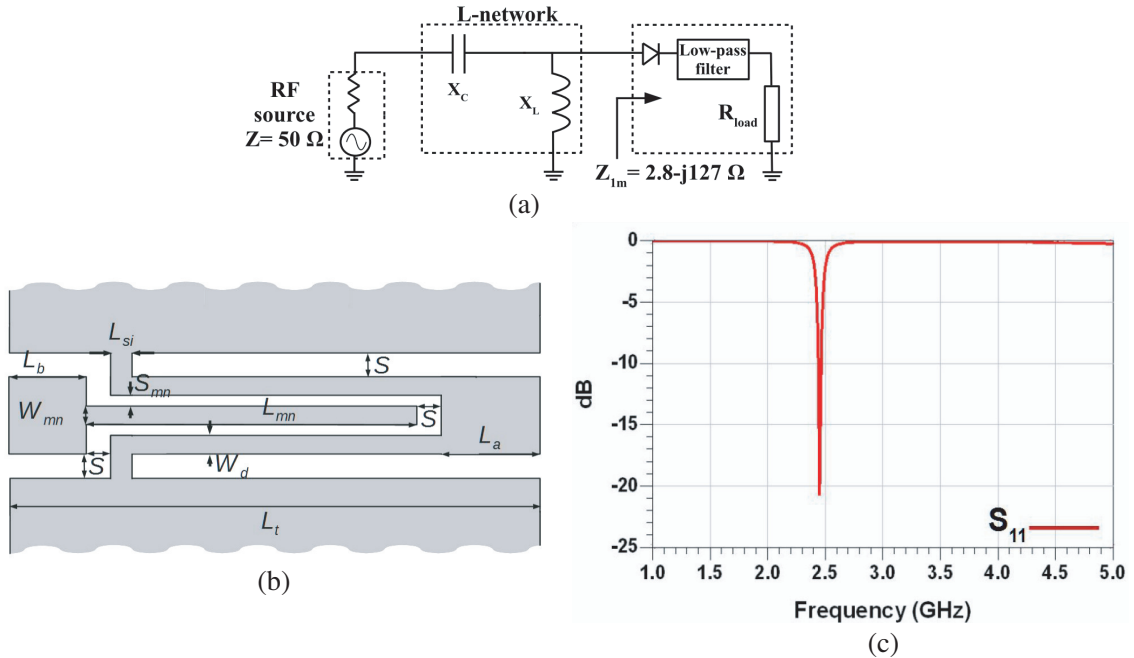 L-network
RF
source
Z= 50 Ω
X_C
X_L
Low-pass
filter
R_load
Z_1m= 2.8-j127 Ω
(a)
L_si
L_b
S
S_mn
W_mn
L_mn
S
L_a
S
W_d
L_t
(b)
0
-5
-10
-15
-20
-25
dB
S_11
1.0 1.5 2.0 2.5 3.0 3.5 4.0 4.5 5.0
Frequency (GHz)
(c)